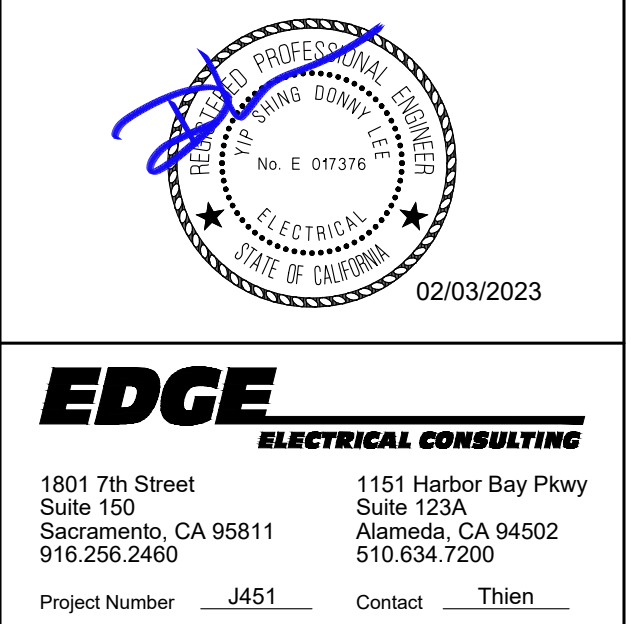 REGISTERED PROFESSIONAL ENGINEER
YIP SHING DONNY LEE
No. E 017376
ELECTRICAL
STATE OF CALIFORNIA
02/03/2023
EDGE
ELECTRICAL CONSULTING
1801 7th Street
Suite 150
Sacramento, CA 95811
916.256.2460
1151 Harbor Bay Pkwy
Suite 123A
Alameda, CA 94502
510.634.7200
Project Number J451
Contact Thien